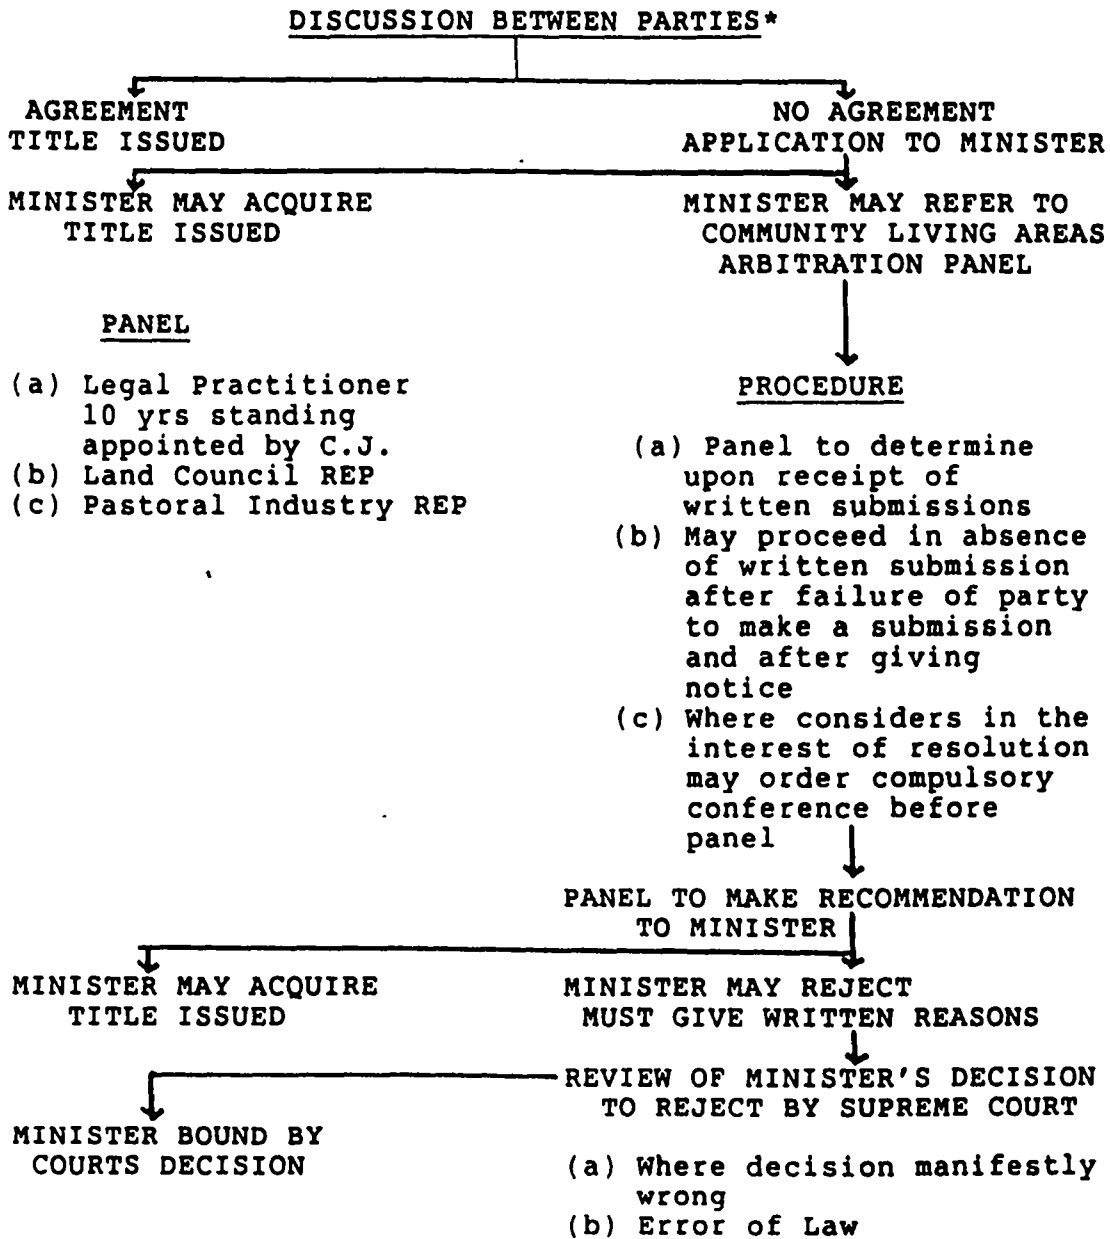 DISCUSSION BETWEEN PARTIES*
AGREEMENT
TITLE ISSUED
NO AGREEMENT
APPLICATION TO MINISTER
MINISTER MAY ACQUIRE
TITLE ISSUED
MINISTER MAY REFER TO
COMMUNITY LIVING AREAS
ARBITRATION PANEL
PANEL
(a) Legal Practitioner
10 yrs standing
appointed by C.J.
(b) Land Council REP
(c) Pastoral Industry REP
PROCEDURE
(a) Panel to determine
upon receipt of
written submissions
(b) May proceed in absence
of written submission
after failure of party
to make a submission
and after giving
notice
(c) Where considers in the
interest of resolution
may order compulsory
conference before
panel
PANEL TO MAKE RECOMMENDATION
TO MINISTER
MINISTER MAY ACQUIRE
TITLE ISSUED
MINISTER MAY REJECT
MUST GIVE WRITTEN REASONS
REVIEW OF MINISTER'S DECISION
TO REJECT BY SUPREME COURT
MINISTER BOUND BY
COURTS DECISION
(a) Where decision manifestly
wrong
(b) Error of Law